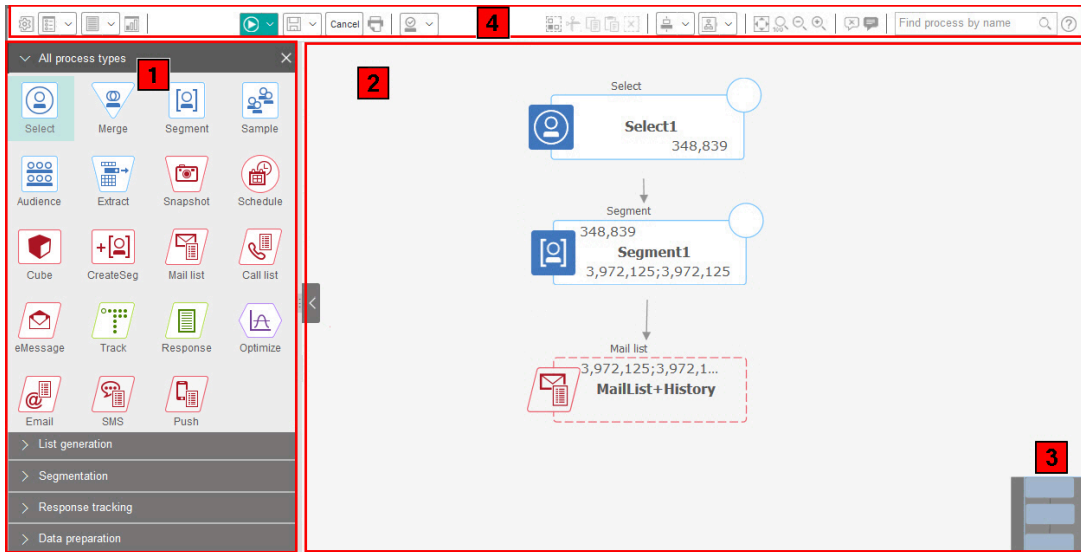 Cancel
4
Find process by name
?
All process types
1
Select
Merge
Segment
Sample
Audience
Extract
Snapshot
Schedule
Cube
CreateSeg
Mail list
Call list
eMessage
Track
Response
Optimize
Email
SMS
Push
List generation
Segmentation
Response tracking
Data preparation
2
Select
Select1
348,839
Segment
348,839
Segment1
3,972,125;3,972,125
Mail list
3,972,125;3,972,1...
MailList+History
3